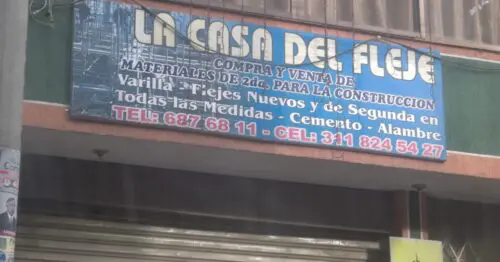 LA CASA DEL FLEJE
COMPRA Y VENTA DE
MATERIALES DE 2da. PARA LA CONSTRUCCION
Varilla - Flejes Nuevos y de Segunda en
Todas las Medidas - Cemento - Alambre
TEL: 687 68 11 - CEL: 311 824 54 27